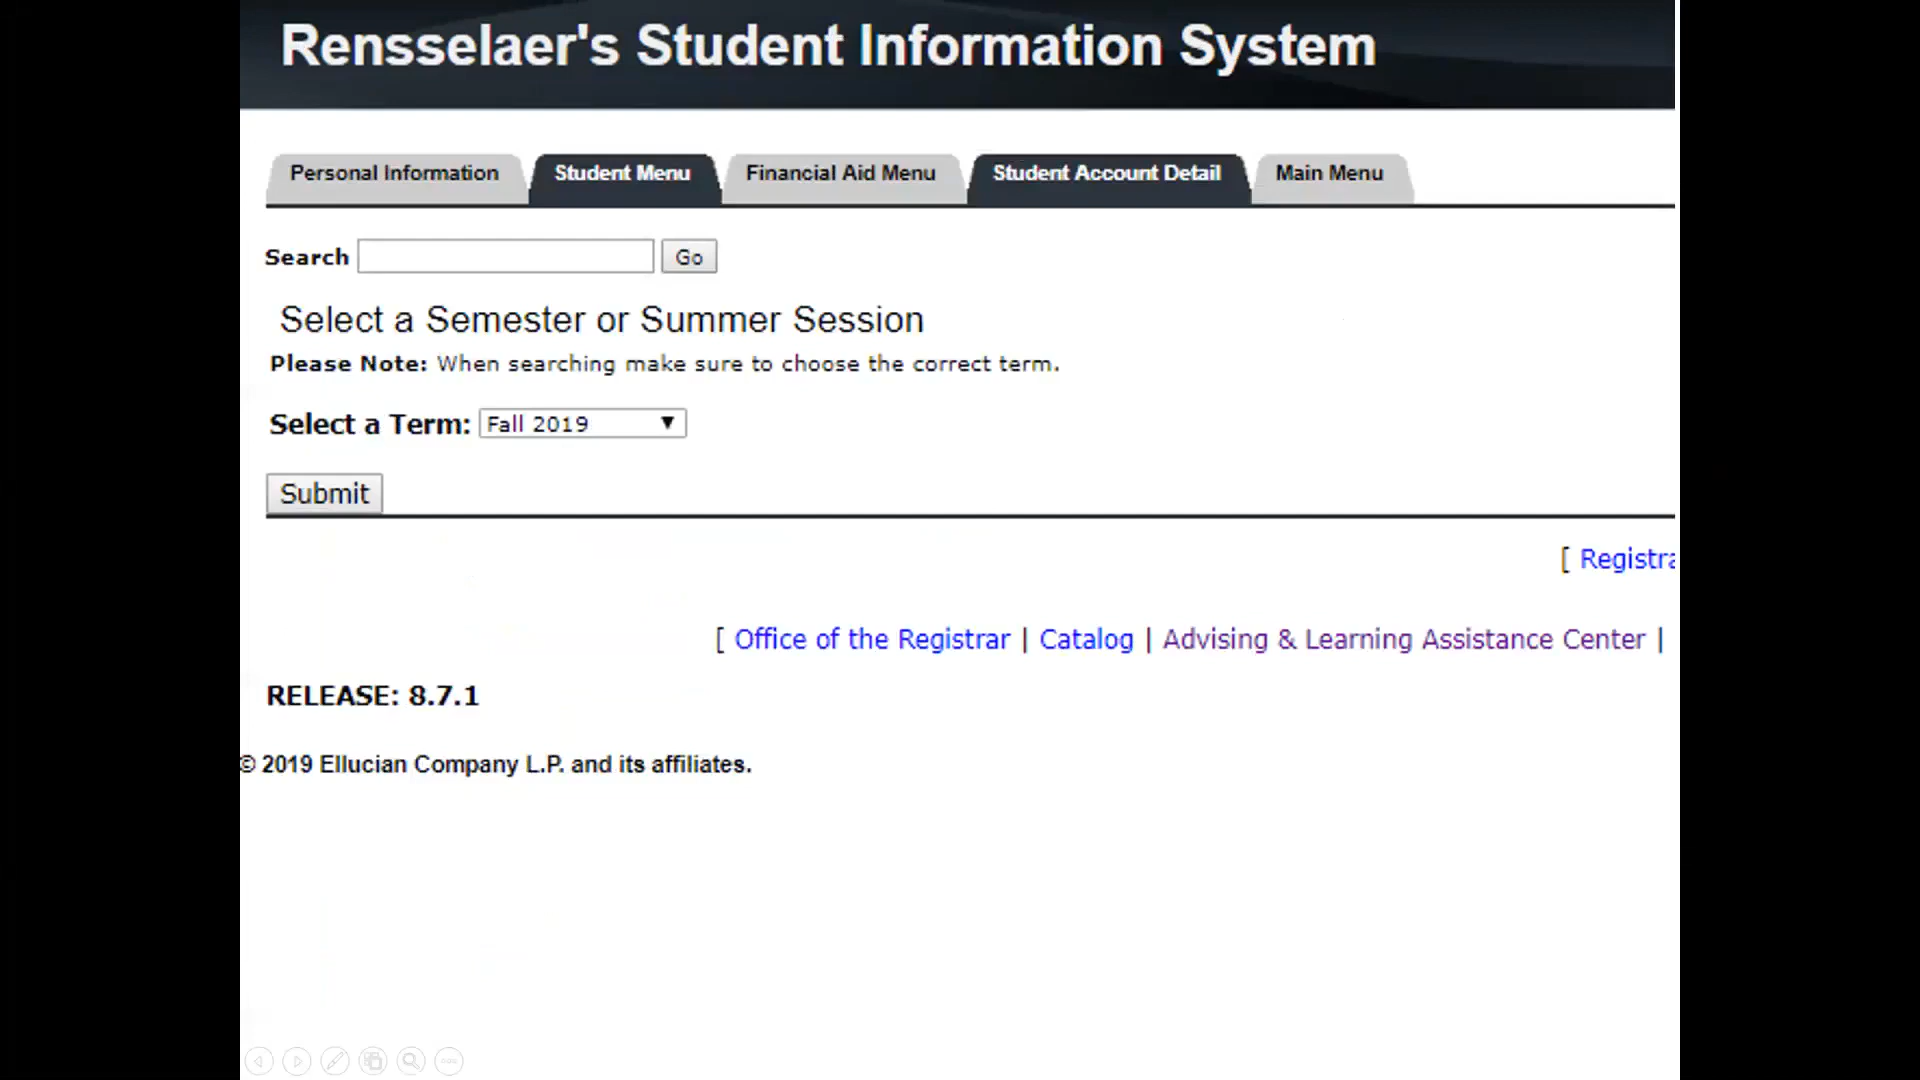 Rensselaer's Student Information System
Personal Information Student Menu Financial Aid Menu Student Account Detail Main Menu
Search Go
Select a Semester or Summer Session
Please Note: When searching make sure to choose the correct term.
Select a Term: Fall 2019
Submit
[ Registra
[ Office of the Registrar | Catalog | Advising & Learning Assistance Center |
RELEASE: 8.7.1
© 2019 Ellucian Company L.P. and its affiliates.